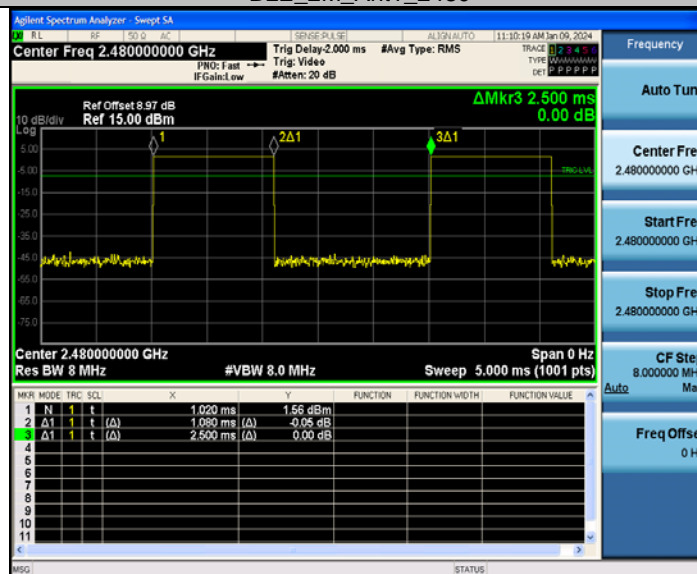 Agilent Spectrum Analyzer - Swept SA
RL RF 50 Ω AC SENSE:PULSE ALIGN AUTO 11:10:19 AM Jan 09, 2024
Center Freq 2.480000000 GHz
PNO: Fast
IFGain:Low
Trig Delay-2.000 ms
Trig: Video
#Atten: 20 dB
#Avg Type: RMS
TRACE 1 2 3 4 5 6
TYPE WWWWWW
DET P P P P P P
Ref Offset 8.97 dB
Ref 15.00 dBm
10 dB/div
Log
ΔMkr3 2.500 ms
0.00 dB
1
2Δ1
3Δ1
TRIG LVL
5.00
-5.00
-15.0
-25.0
-35.0
-45.0
-55.0
-65.0
-75.0
Center 2.480000000 GHz Span 0 Hz
Res BW 8 MHz #VBW 8.0 MHz Sweep 5.000 ms (1001 pts)
MKR MODE TRC SCL X Y FUNCTION FUNCTION WIDTH FUNCTION VALUE
1 N 1 t 1.020 ms 1.56 dBm
2 Δ1 1 t (Δ) 1.080 ms (Δ) -0.05 dB
3 Δ1 1 t (Δ) 2.500 ms (Δ) 0.00 dB
4
5
6
7
8
9
10
11
MSG STATUS
Frequency
Auto Tun
Center Fre
2.480000000 GH
Start Fre
2.480000000 GH
Stop Fre
2.480000000 GH
CF Ste
8.000000 MH
Auto Ma
Freq Offse
0 H